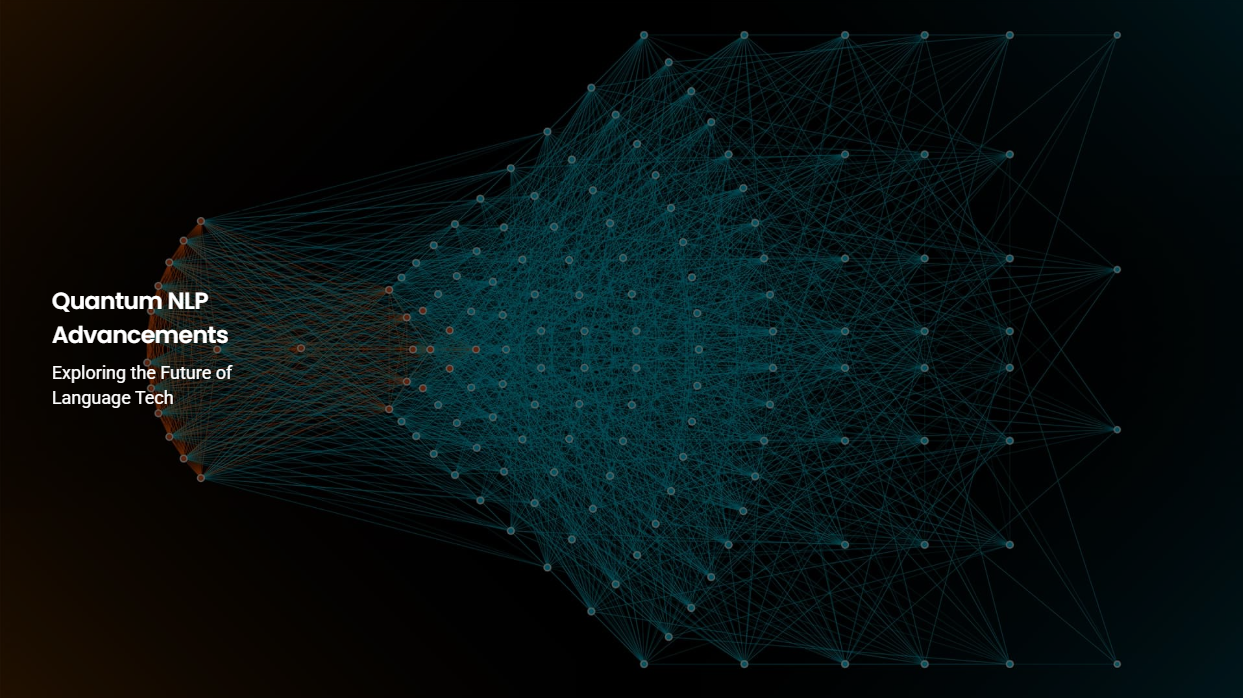 Quantum NLP
Advancements
Exploring the Future of
Language Tech